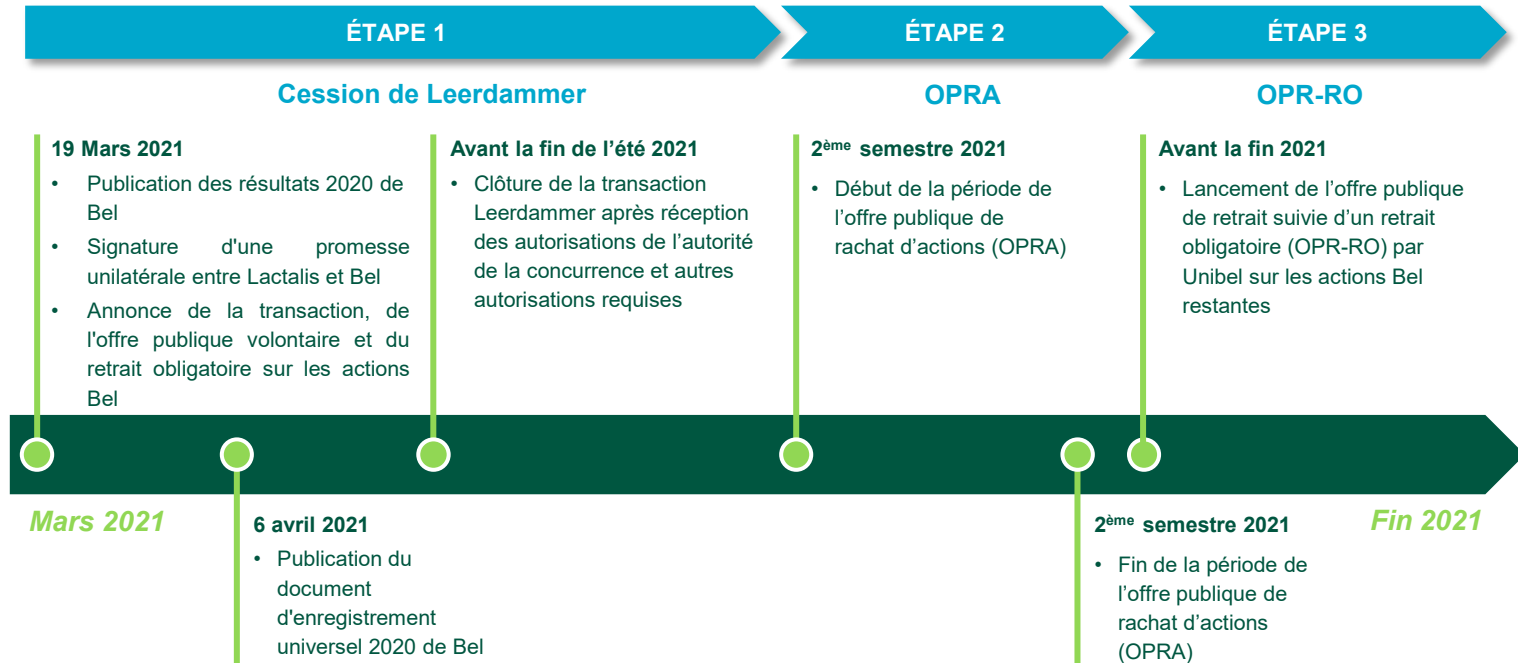 ÉTAPE 1
ÉTAPE 2
ÉTAPE 3
Cession de Leerdammer
OPRA
OPR-RO
19 Mars 2021
• Publication des résultats 2020 de
Bel
• Signature d'une promesse
unilatérale entre Lactalis et Bel
• Annonce de la transaction, de
l'offre publique volontaire et du
retrait obligatoire sur les actions
Bel
Avant la fin de l’été 2021
• Clôture de la transaction
Leerdammer après réception
des autorisations de l’autorité
de la concurrence et autres
autorisations requises
2ème semestre 2021
• Début de la période de
l’offre publique de
rachat d’actions (OPRA)
Avant la fin 2021
• Lancement de l’offre publique
de retrait suivie d’un retrait
obligatoire (OPR-RO) par
Unibel sur les actions Bel
restantes
Mars 2021
6 avril 2021
• Publication du
document
d'enregistrement
universel 2020 de Bel
2ème semestre 2021
• Fin de la période de
l’offre publique de
rachat d’actions
(OPRA)
Fin 2021